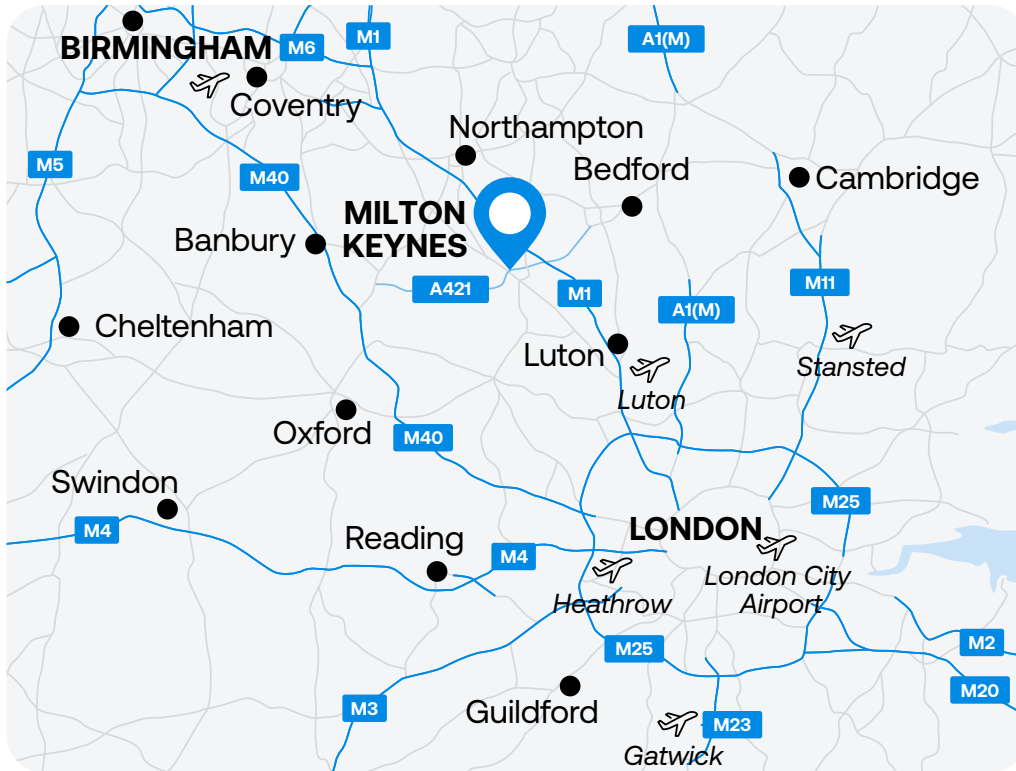 M6
M1
A1(M)
BIRMINGHAM
Coventry
Northampton
M5
M40
Bedford
Cambridge
MILTON
KEYNES
Banbury
A421
M1
M11
A1(M)
Cheltenham
Luton
Stansted
Luton
Oxford
M40
Swindon
M25
M4
LONDON
Reading
M4
London City
Airport
Heathrow
M25
M2
M20
Guildford
M3
M23
Gatwick